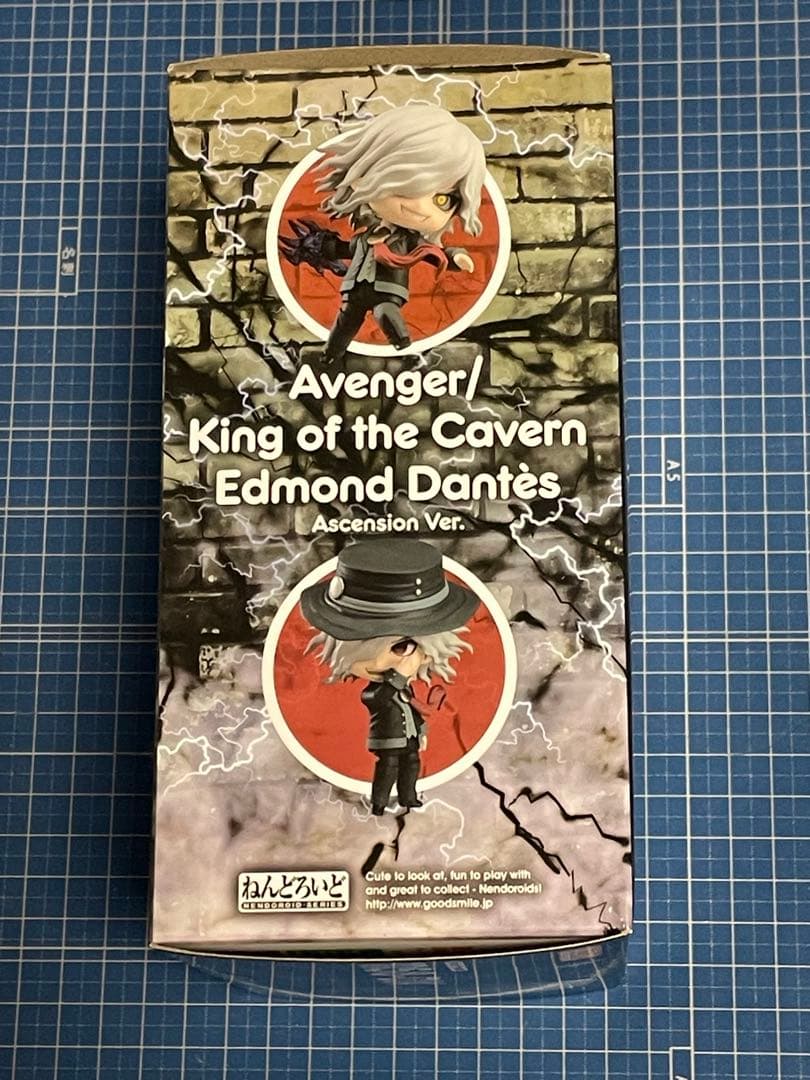 Avenger/
King of the Cavern
Edmond Dantès
Ascension Ver.
ねんどろいど
NENDOROID SERIES
Cute to look at, fun to play with
and great to collect - Nendoroids!
http://www.goodsmile.jp
A5